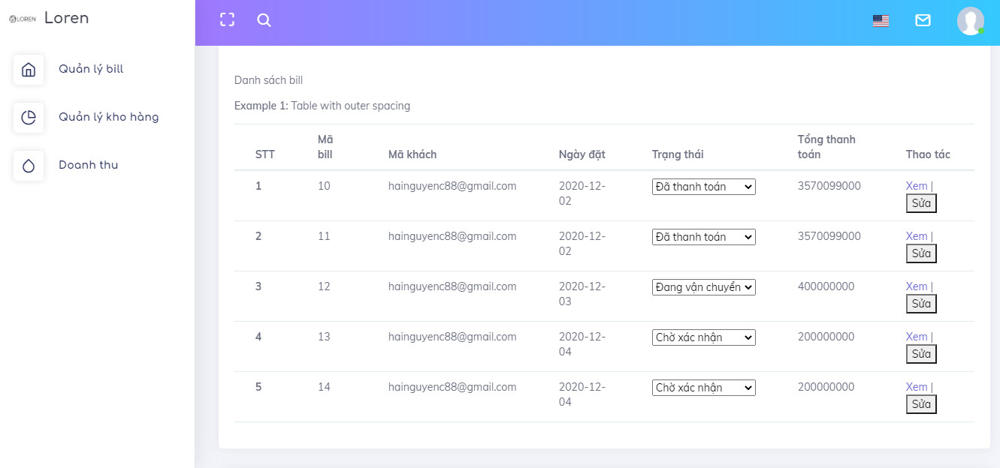 LOREN Loren
Quản lý bill
Quản lý kho hàng
Doanh thu
Danh sách bill
Example 1: Table with outer spacing
STT Mã bill Mã khách Ngày đặt Trạng thái Tổng thanh toán Thao tác
1 10 hainguyenc88@gmail.com 2020-12-02 Đã thanh toán 3570099000 Xem | Sửa
2 11 hainguyenc88@gmail.com 2020-12-02 Đã thanh toán 3570099000 Xem | Sửa
3 12 hainguyenc88@gmail.com 2020-12-03 Đang vận chuyển 400000000 Xem | Sửa
4 13 hainguyenc88@gmail.com 2020-12-04 Chờ xác nhận 200000000 Xem | Sửa
5 14 hainguyenc88@gmail.com 2020-12-04 Chờ xác nhận 200000000 Xem | Sửa